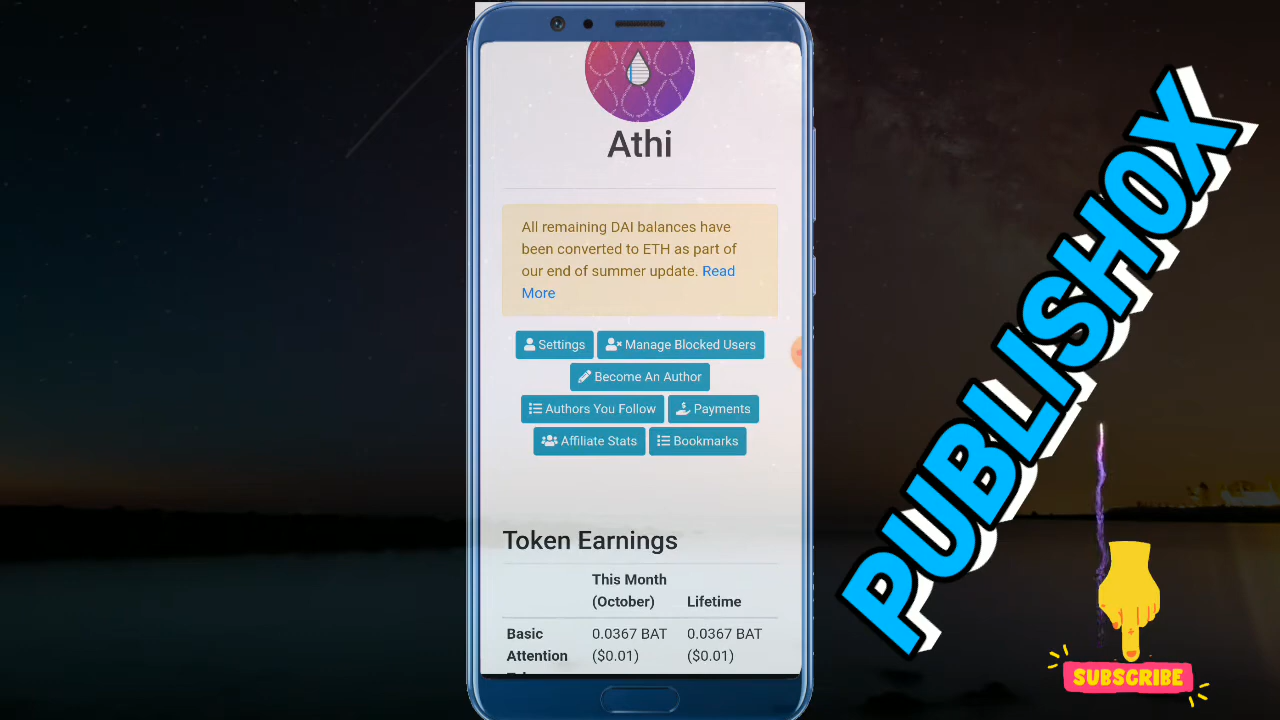 Athi
All remaining DAI balances have
been converted to ETH as part of
our end of summer update. Read
More
Settings
Manage Blocked Users
Become An Author
Authors You Follow
Payments
Affiliate Stats
Bookmarks
Token Earnings
This Month
(October)
Lifetime
Basic
Attention
0.0367 BAT
($0.01)
0.0367 BAT
($0.01)
PUBLISH0X
SUBSCRIBE